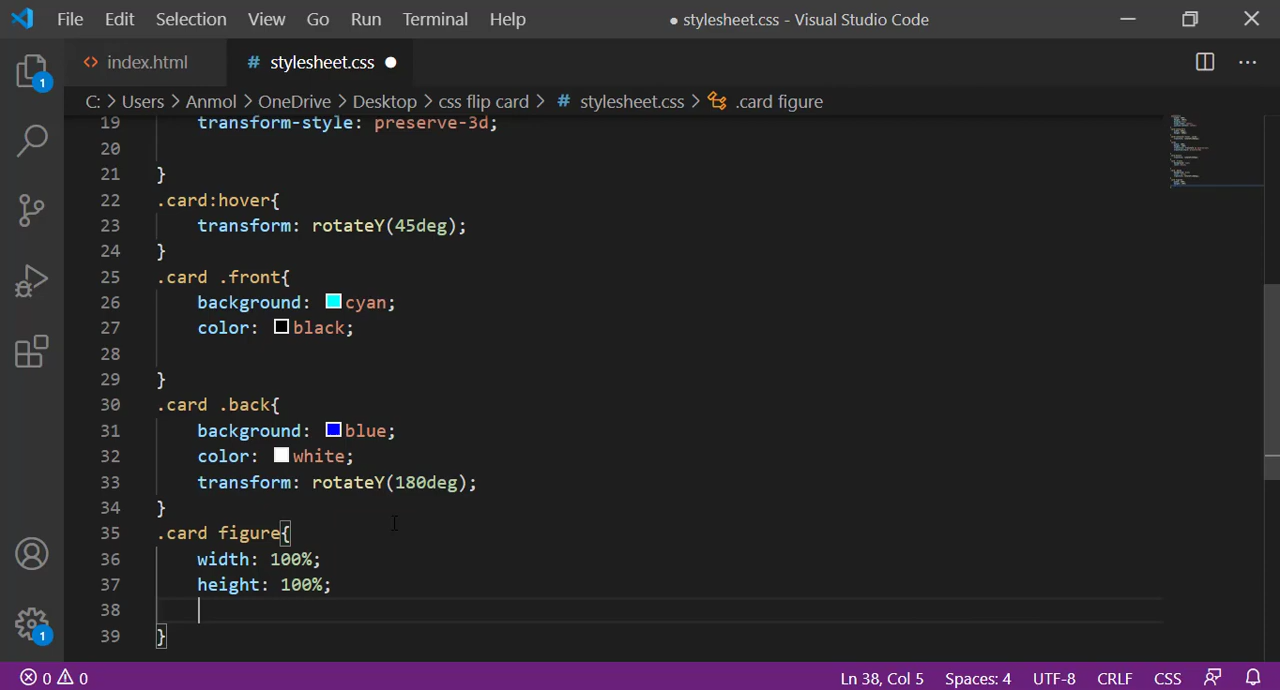 File Edit Selection View Go Run Terminal Help ● stylesheet.css - Visual Studio Code
index.html # stylesheet.css
C: > Users > Anmol > OneDrive > Desktop > css flip card > # stylesheet.css > .card figure
19 transform-style: preserve-3d;
20
21 }
22 .card:hover{
23 transform: rotateY(45deg);
24 }
25 .card .front{
26 background: cyan;
27 color: black;
28
29 }
30 .card .back{
31 background: blue;
32 color: white;
33 transform: rotateY(180deg);
34 }
35 .card figure{
36 width: 100%;
37 height: 100%;
38
39 }
1
1
0 0 Ln 38, Col 5 Spaces: 4 UTF-8 CRLF CSS